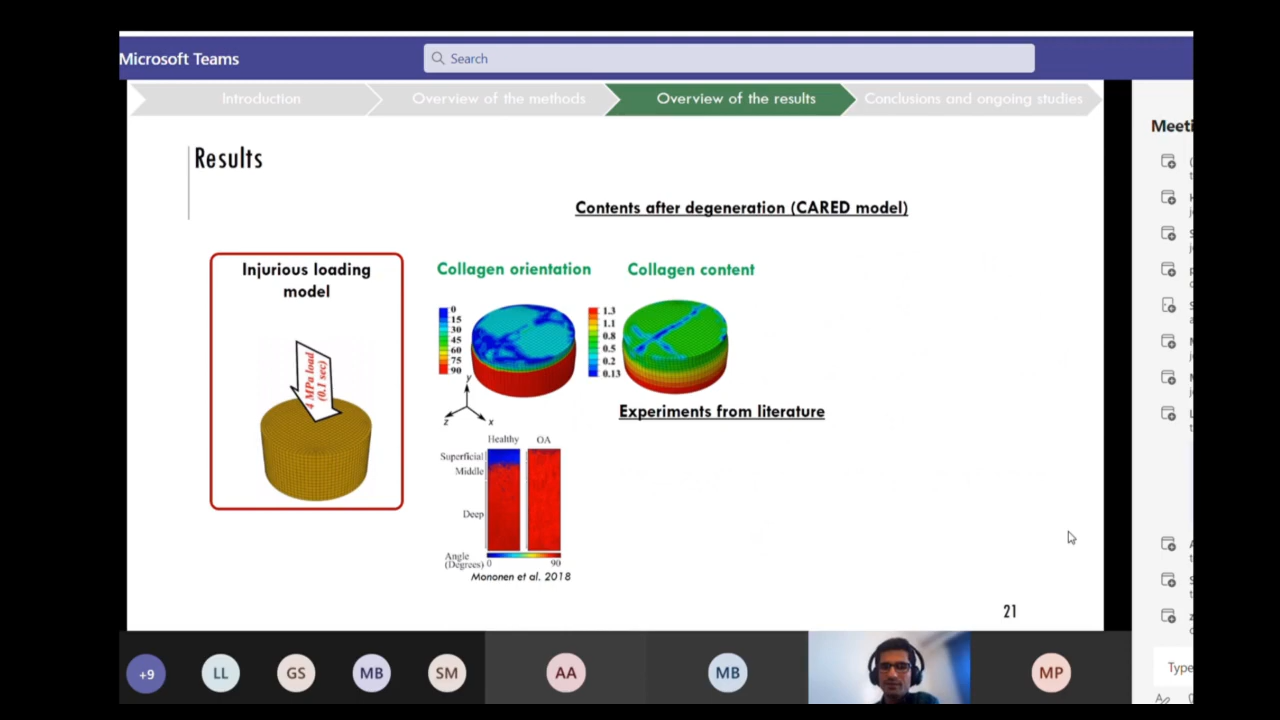 Microsoft Teams
Search
Introduction
Overview of the methods
Overview of the results
Conclusions and ongoing studies
Meeti
Results
Contents after degeneration (CARED model)
Injurious loading
model
4 MPa load
(0.1 sec)
Collagen orientation
0
15
30
45
60
75
90
y
z
x
Collagen content
1.3
1.1
0.8
0.5
0.2
0.13
Experiments from literature
Healthy
OA
Superficial
Middle
Deep
Angle
(Degrees)
0
90
Mononen et al. 2018
21
+9
LL
GS
MB
SM
AA
MB
MP
Type